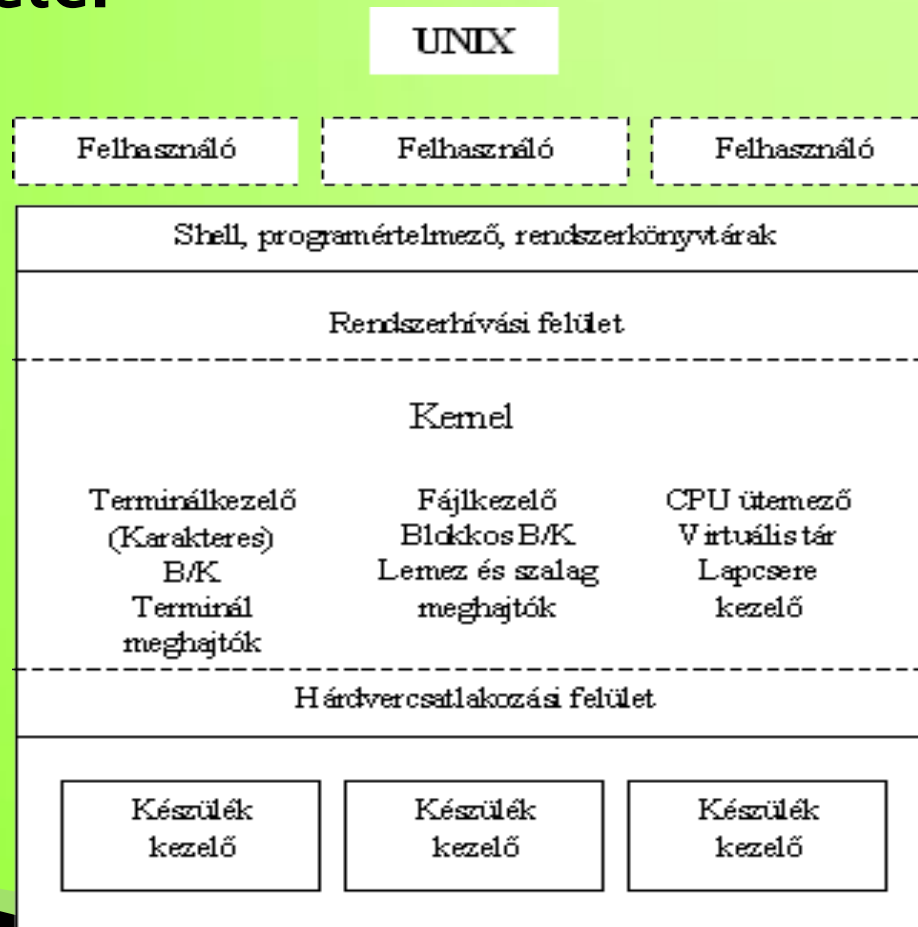 UNIX
Felhasználó Felhasználó Felhasználó
Shell, programértelmező, rendszerkönyvtárak
Rendszerhívási felület
Kernel
Terminálkezelő
(Karakteres)
B/K
Terminál
meghajtók
Fájlkezelő
Blokkos B/K
Lemez és szalag
meghajtók
CPU ütemező
Virtuális tár
Lapcsere
kezelő
Hárdvercsatlakozási felület
Készülék
kezelő
Készülék
kezelő
Készülék
kezelő